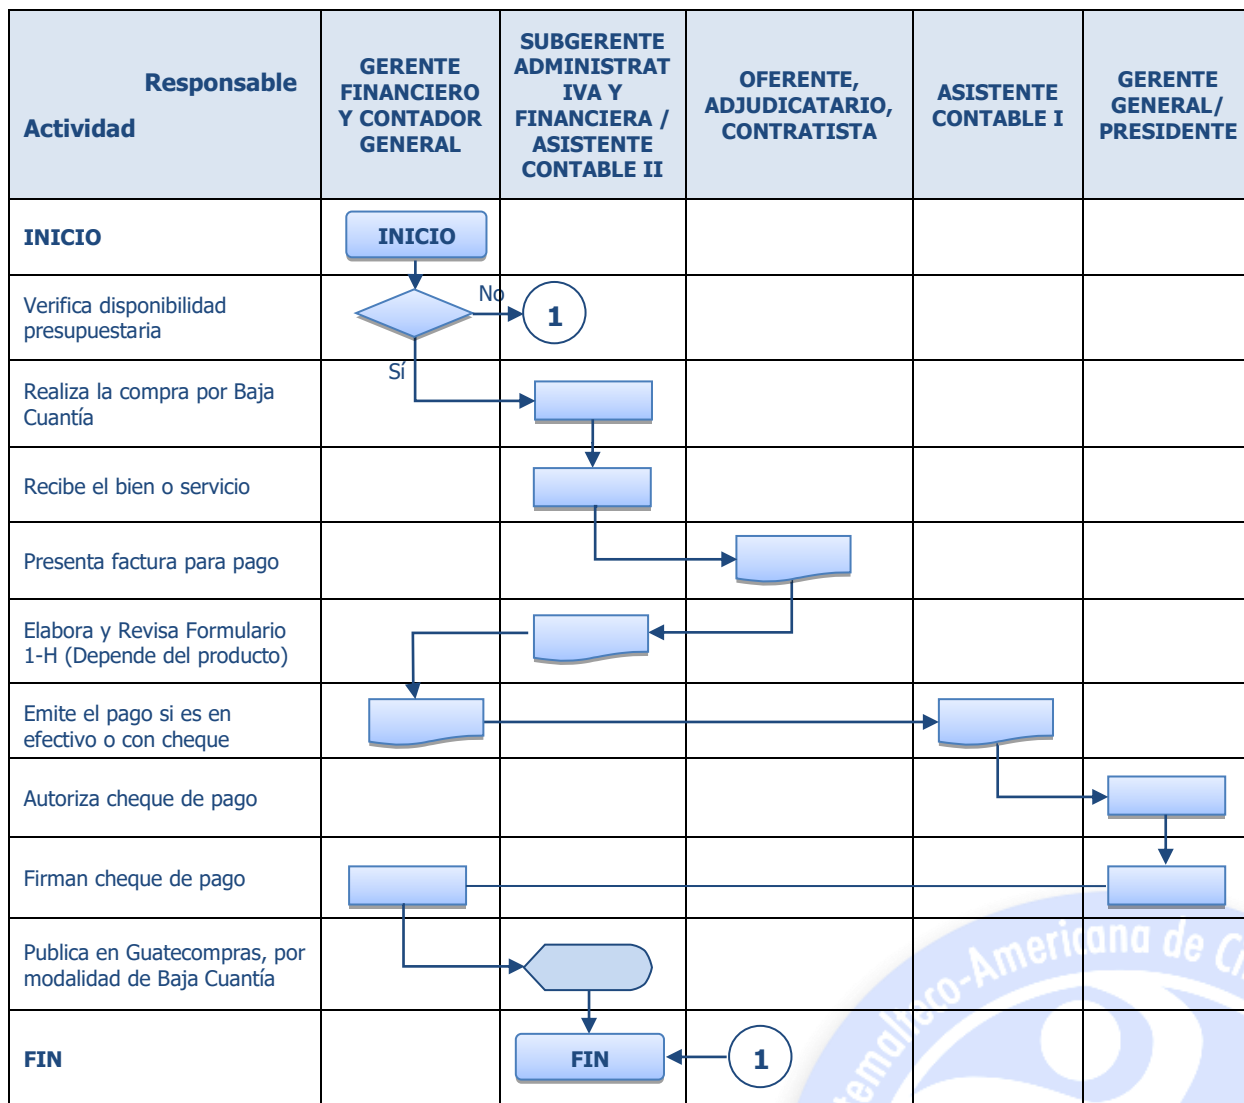 Responsable
Actividad
GERENTE
FINANCIERO
Y CONTADOR
GENERAL
SUBGERENTE
ADMINISTRAT
IVA Y
FINANCIERA /
ASISTENTE
CONTABLE II
OFERENTE,
ADJUDICATARIO,
CONTRATISTA
ASISTENTE
CONTABLE I
GERENTE
GENERAL/
PRESIDENTE
INICIO
INICIO
Verifica disponibilidad
presupuestaria
No
1
Sí
Realiza la compra por Baja
Cuantía
Recibe el bien o servicio
Presenta factura para pago
Elabora y Revisa Formulario
1-H (Depende del producto)
Emite el pago si es en
efectivo o con cheque
Autoriza cheque de pago
Firman cheque de pago
Publica en Guatecompras, por
modalidad de Baja Cuantía
FIN
FIN
1